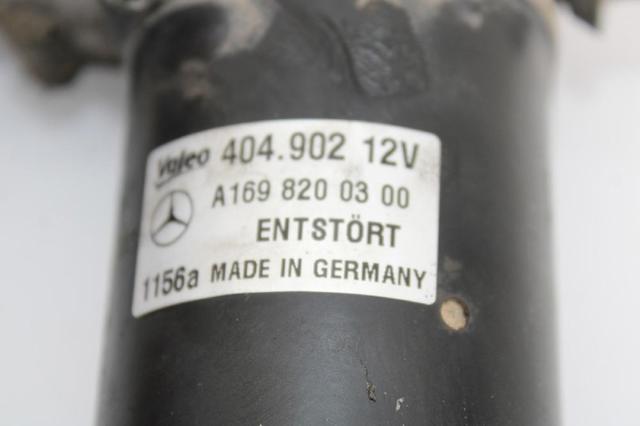 Valeo 404.902 12V
A169 820 03 00
ENTSTÖRT
1156a MADE IN GERMANY